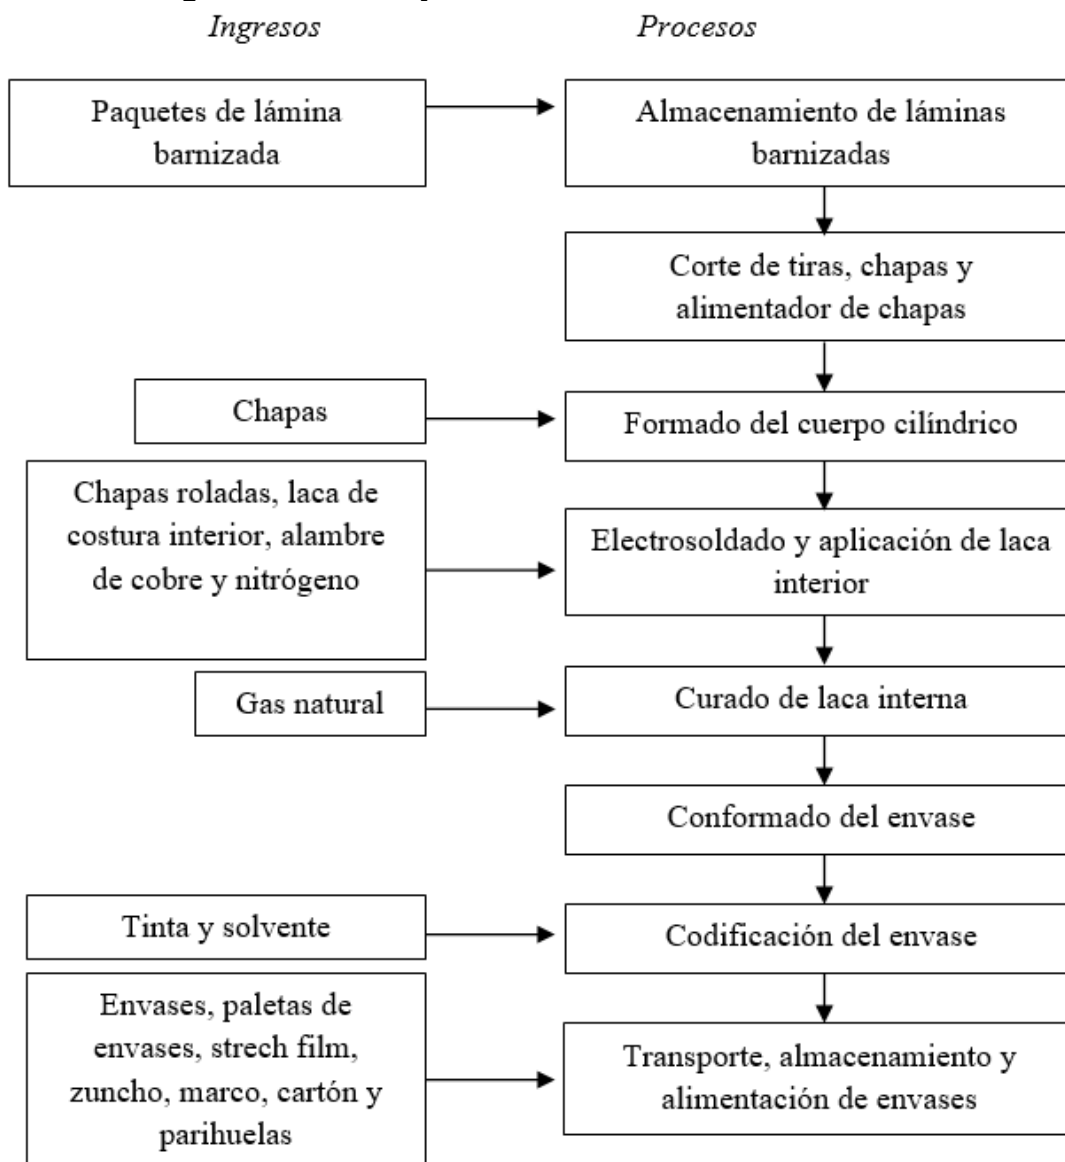 Ingresos
Procesos
Paquetes de lámina
barnizada
Almacenamiento de láminas
barnizadas
Corte de tiras, chapas y
alimentador de chapas
Chapas
Formado del cuerpo cilíndrico
Chapas roladas, laca de
costura interior, alambre
de cobre y nitrógeno
Electrosoldado y aplicación de laca
interior
Gas natural
Curado de laca interna
Conformado del envase
Tinta y solvente
Codificación del envase
Envases, paletas de
envases, strech film,
zuncho, marco, cartón y
parihuelas
Transporte, almacenamiento y
alimentación de envases